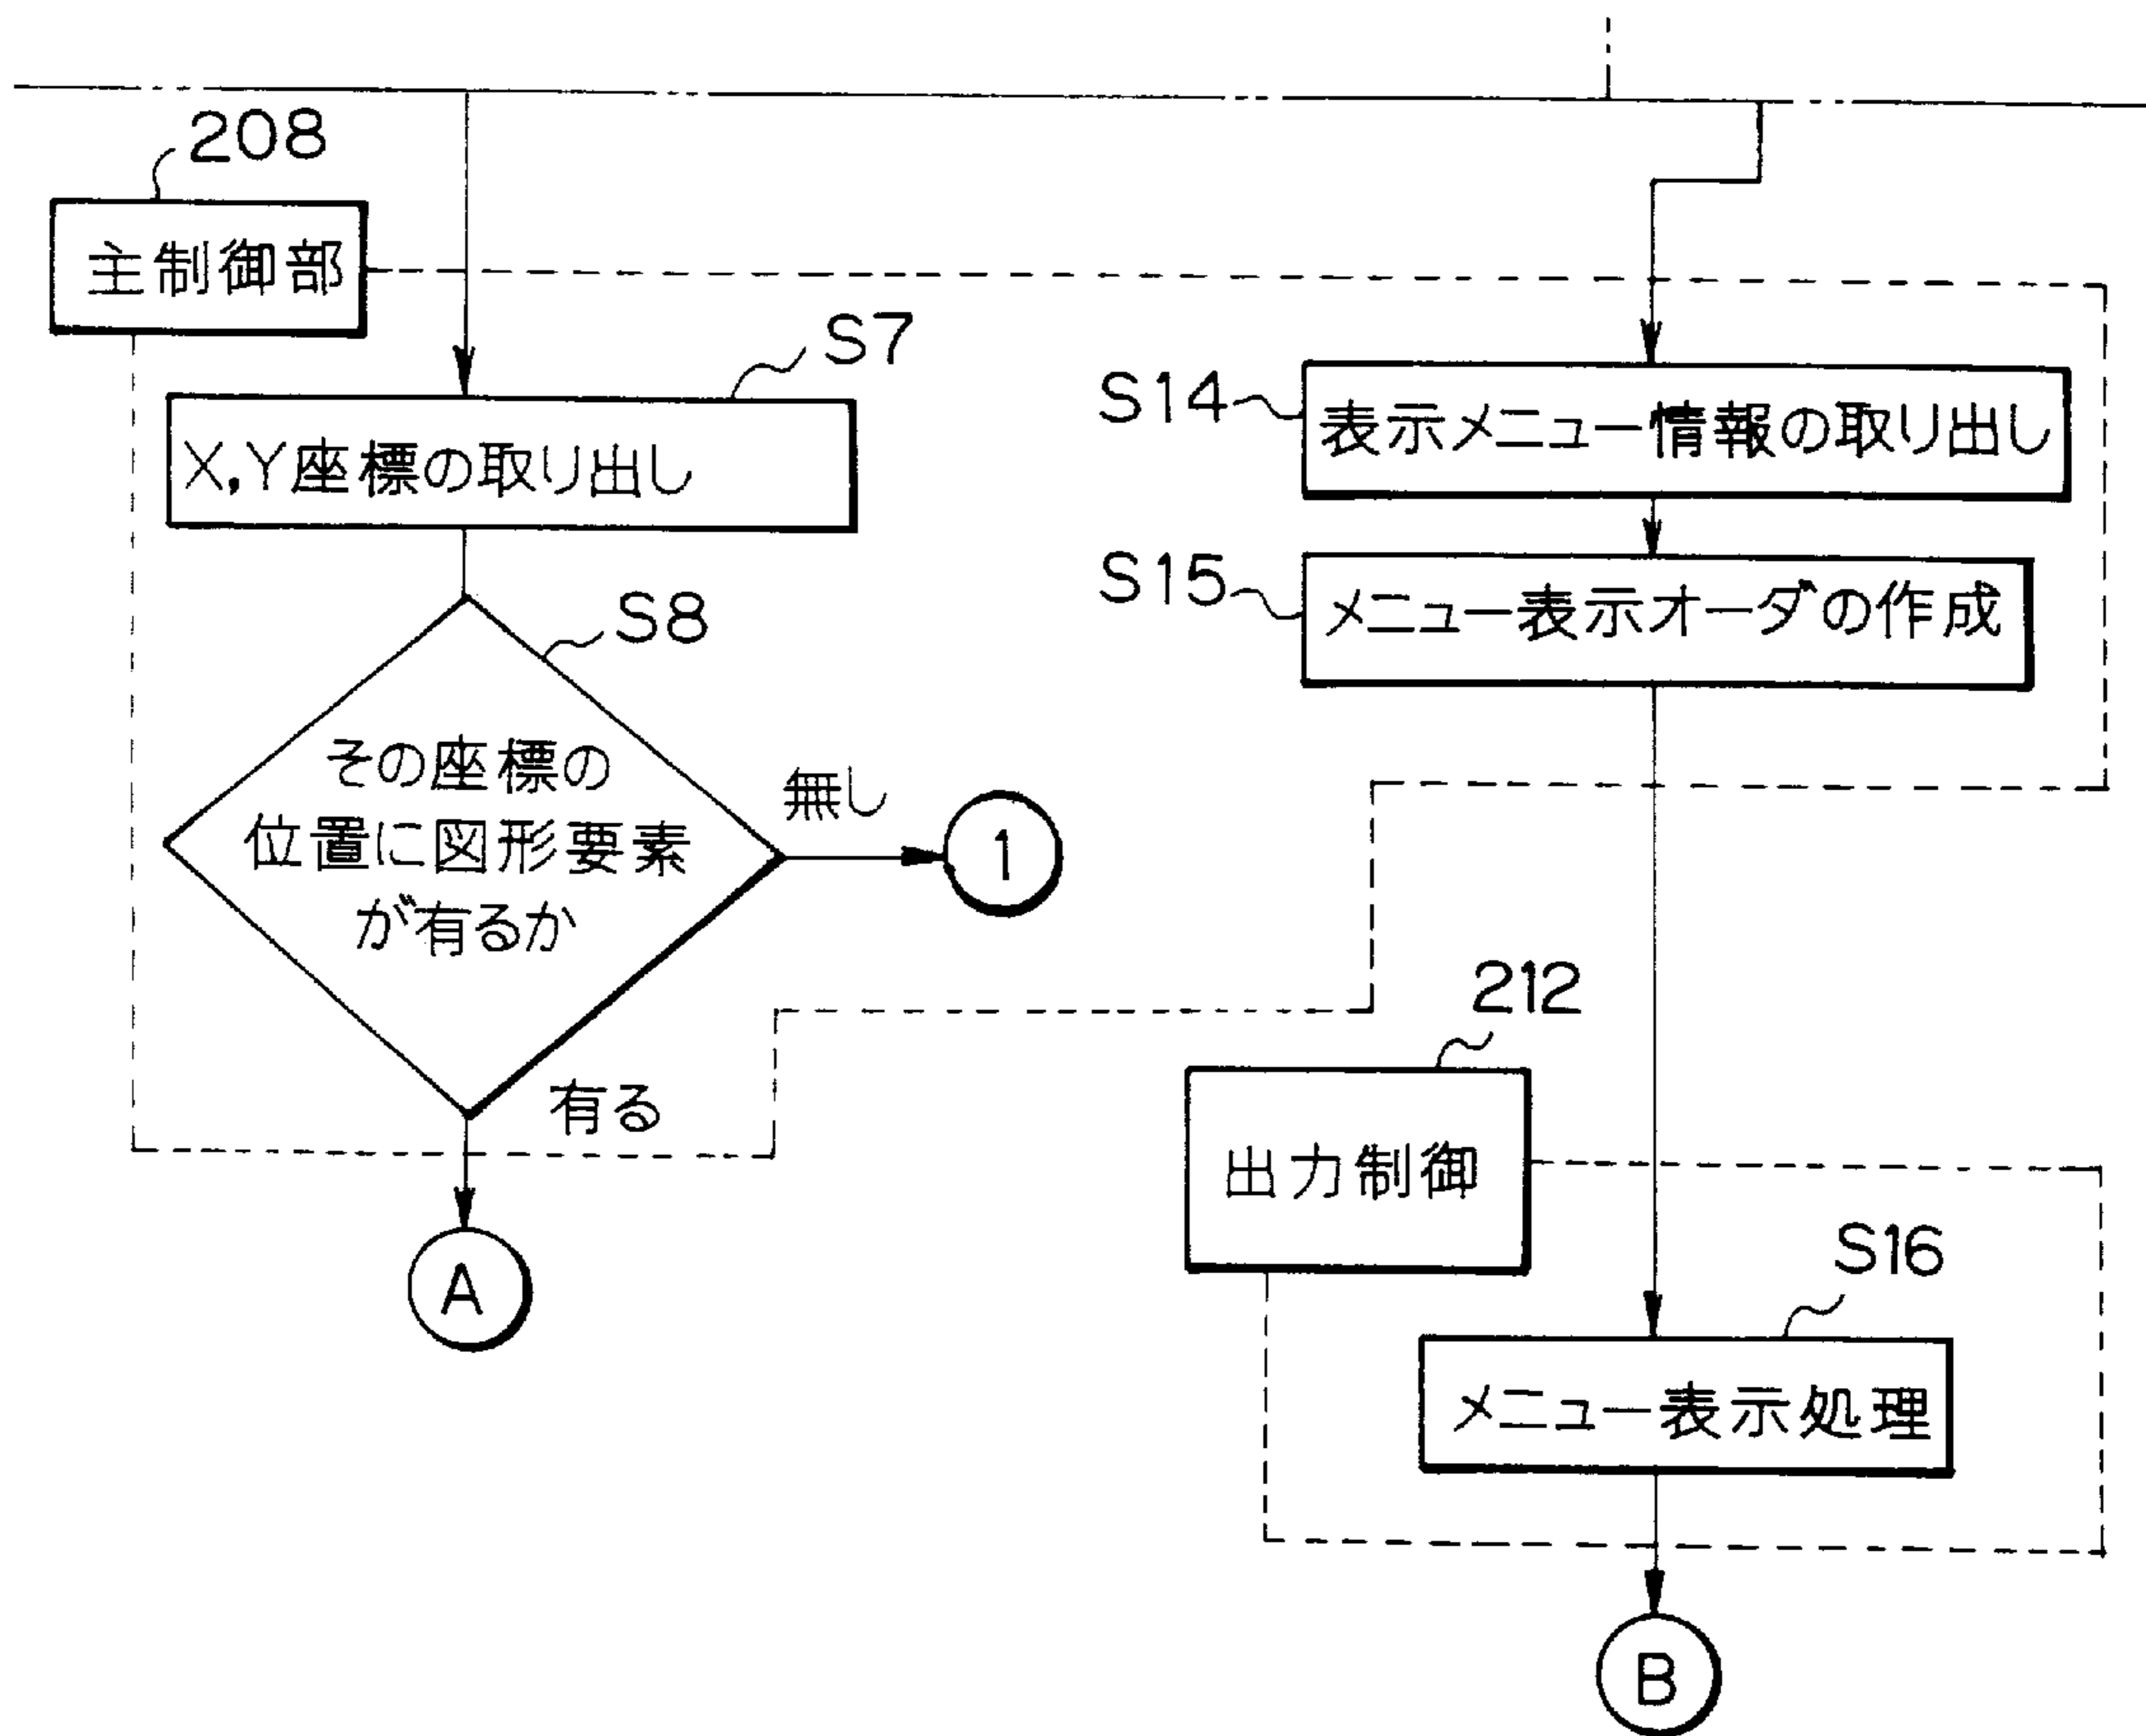 208
主制御部
S7
X,Y座標の取り出し
S8
その座標の
位置に図形要素
が有るか
無し
1
有る
A
S14
表示メニュー情報の取り出し
S15
メニュー表示オーダの作成
212
出力制御
S16
メニュー表示処理
B